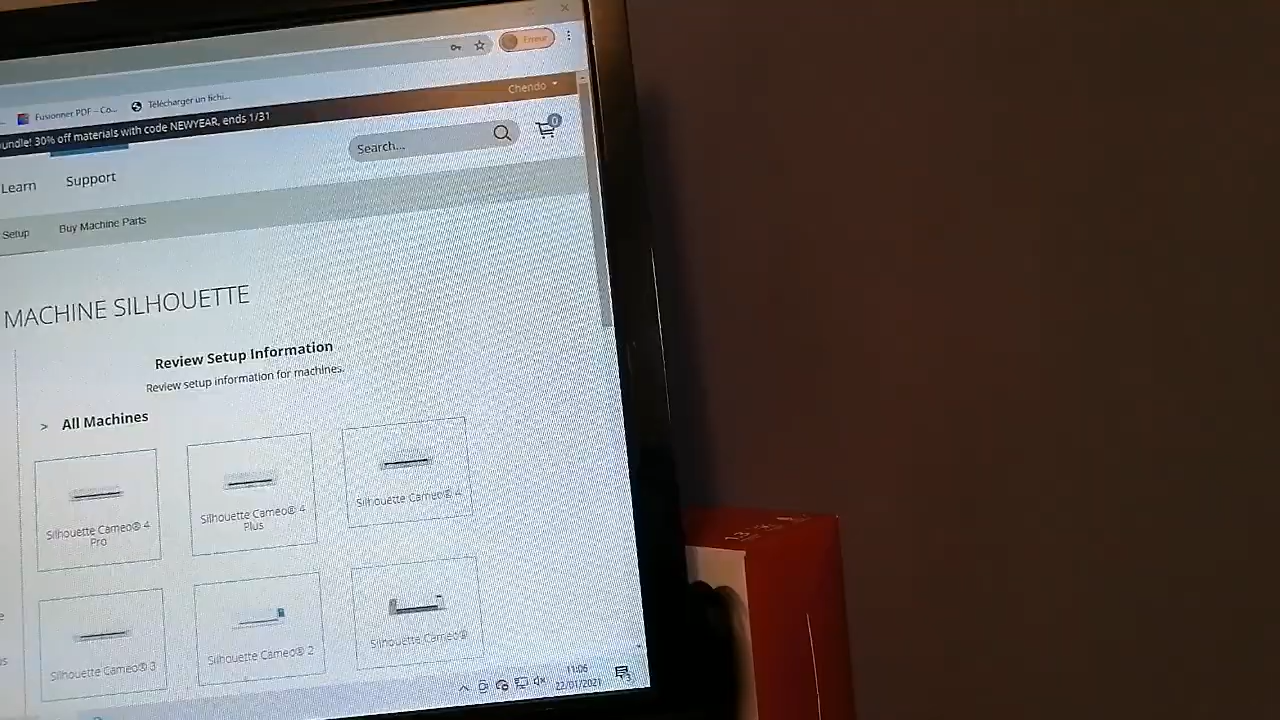 Erreur
Fusionner PDF – Co...
Télécharger un fichi...
Chendo
undle! 30% off materials with code NEWYEAR, ends 1/31
Search...
0
Learn
Support
Setup
Buy Machine Parts
MACHINE SILHOUETTE
Review Setup Information
Review setup information for machines.
> All Machines
Silhouette Cameo® 4
Pro
Silhouette Cameo® 4
Plus
Silhouette Cameo® 4
Silhouette Cameo® 3
Silhouette Cameo® 2
Silhouette Cameo®
11:06
22/01/2021